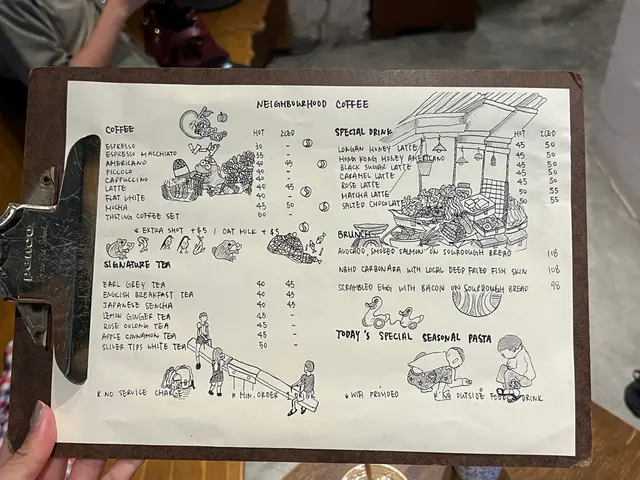 NEIGHBOURHOOD COFFEE
COFFEE HOT ICED
ESPRESSO 30 -
ESPRESSO MACCHIATO 35 -
AMERICANO 40 45
PICCOLO 40 -
CAPPUCCINO 40 -
LATTE 40 45
FLAT WHITE 40 -
MOCHA 45 50
TASTING COFFEE SET 60 -
* EXTRA SHOT +$5 / OAT MILK +$5
SIGNATURE TEA
EARL GREY TEA 40 45
ENGLISH BREAKFAST TEA 40 45
JAPANESE SENCHA 40 45
LEMON GINGER TEA 45 -
ROSE OOLONG TEA 45 -
APPLE CINNAMON TEA 45 -
SLIVER TIPS WHITE TEA 50 -
* NO SERVICE CHARGE
* MIN. ORDER
SPECIAL DRINK HOT ICED
LONGAN HONEY LATTE 45 50
HONG KONG HONEY AMERICANO 45 50
BLACK SUGAR LATTE 45 50
CARAMEL LATTE 45 50
ROSE LATTE 45 50
MATCHA LATTE 50 55
SALTED CHOCOLATE 50 55
BRUNCH
AVOCADO SMOKED SALMON ON SOURDOUGH BREAD 118
NBHD CARBONARA WITH LOCAL DEEP FRIED FISH SKIN 108
SCRAMBLED EGG WITH BACON ON SOURDOUGH BREAD 98
TODAY'S SPECIAL SEASONAL PASTA
* WIFI PROVIDED
OUTSIDE FOOD DRINK
penco